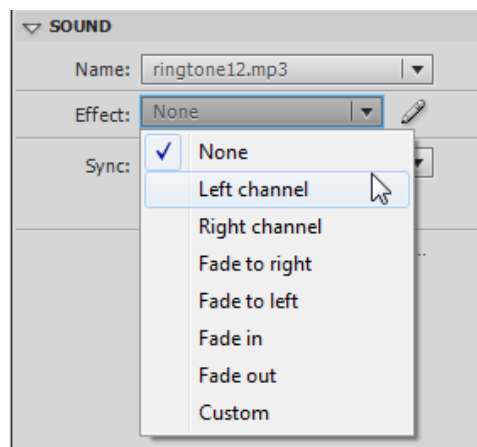 SOUND
Name: ringtone12.mp3
Effect: None
Sync:
None
Left channel
Right channel
Fade to right
Fade to left
Fade in
Fade out
Custom
..